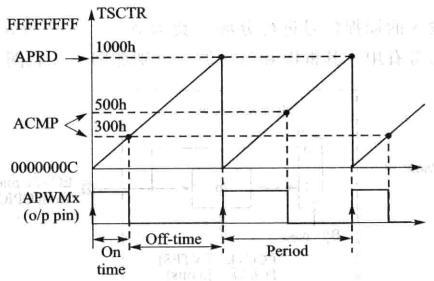 TSCTR
FFFFFFFF
1000h
APRD
500h
ACMP
300h
0000000C
APWMx
(o/p pin)
On
time
Off-time
Period